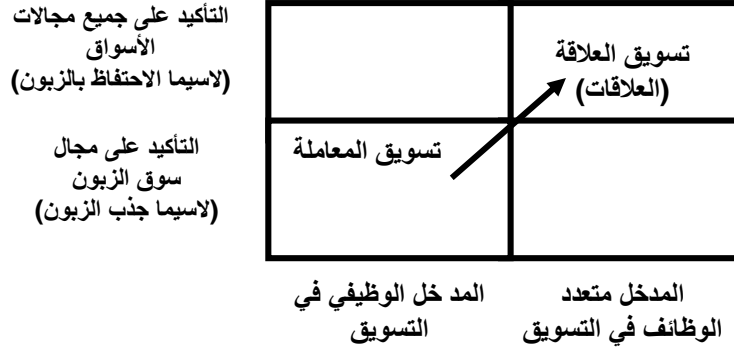 التأكيد على جميع مجالات
الأسواق
(لاسيما الاحتفاظ بالزبون)
تسويق العلاقة
(العلاقات)
التأكيد على مجال
سوق الزبون
(لاسيما جذب الزبون)
تسويق المعاملة
المدخل متعدد
الوظائف في التسويق
المد خل الوظيفي في
التسويق